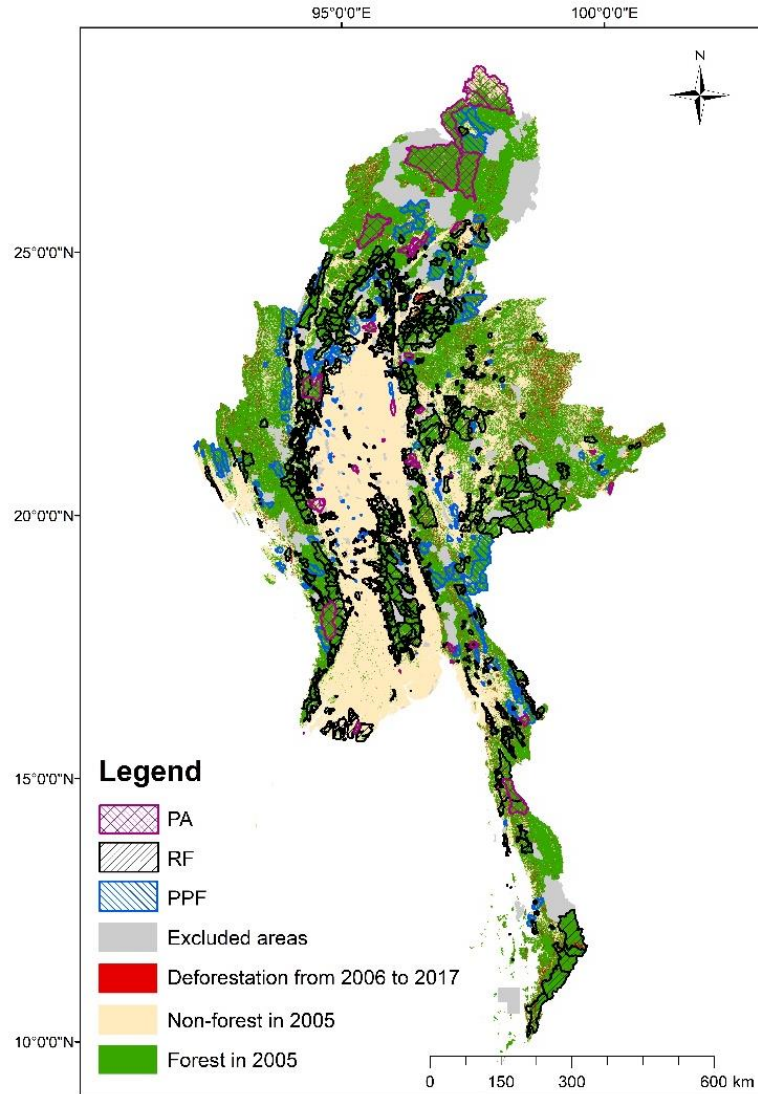 95°0'0"E 100°0'0"E
N
25°0'0"N
20°0'0"N
15°0'0"N
10°0'0"N
Legend
PA
RF
PPF
Excluded areas
Deforestation from 2006 to 2017
Non-forest in 2005
Forest in 2005
0 150 300 600 km